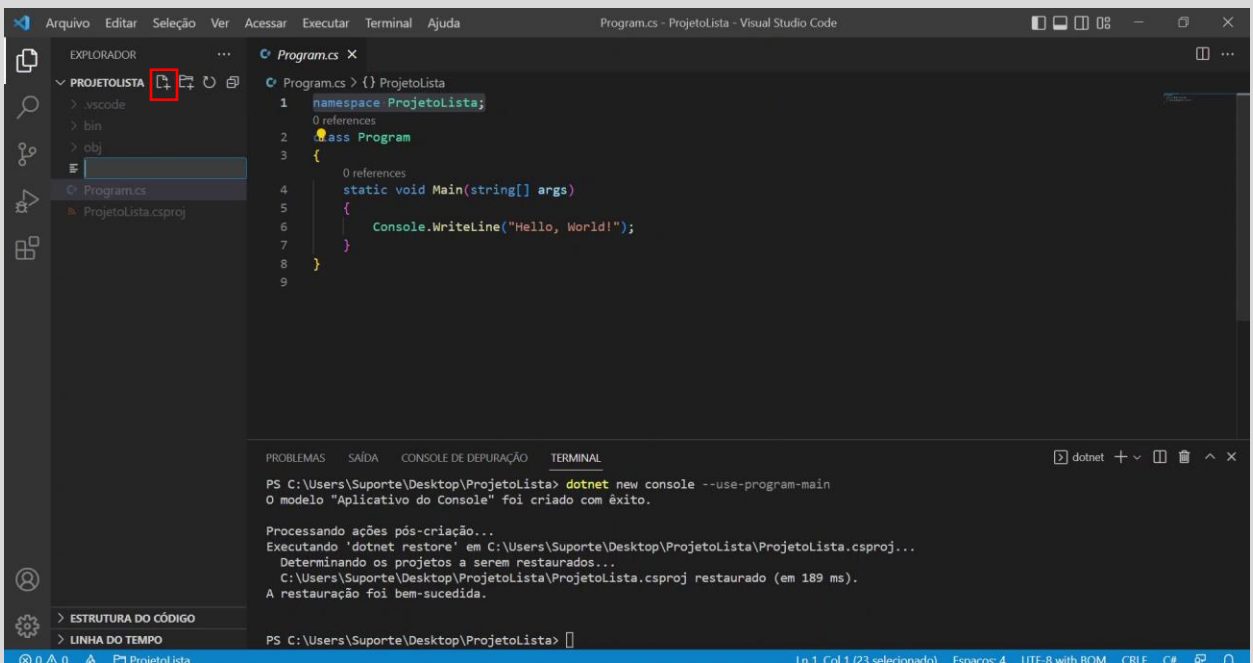 Arquivo Editar Seleção Ver Acessar Executar Terminal Ajuda
Program.cs - ProjetoLista - Visual Studio Code
EXPLORADOR
PROJETOLISTA
> .vscode
> bin
> obj
Program.cs
ProjetoLista.csproj
> ESTRUTURA DO CÓDIGO
> LINHA DO TEMPO
Program.cs
Program.cs > {} ProjetoLista
1 namespace ProjetoLista;
0 references
2 class Program
3 {
0 references
4 static void Main(string[] args)
5 {
6 Console.WriteLine("Hello, World!");
7 }
8 }
9
PROBLEMAS SAÍDA CONSOLE DE DEPURAÇÃO TERMINAL
dotnet
PS C:\Users\Suporte\Desktop\ProjetoLista> dotnet new console --use-program-main
O modelo "Aplicativo do Console" foi criado com êxito.
Processando ações pós-criação...
Executando 'dotnet restore' em C:\Users\Suporte\Desktop\ProjetoLista\ProjetoLista.csproj...
Determinando os projetos a serem restaurados...
C:\Users\Suporte\Desktop\ProjetoLista\ProjetoLista.csproj restaurado (em 189 ms).
A restauração foi bem-sucedida.
PS C:\Users\Suporte\Desktop\ProjetoLista>
0 0 ProjetoLista
Ln 1, Col 1 (23 selecionado) Espaços: 4 UTF-8 with BOM CRLF C#